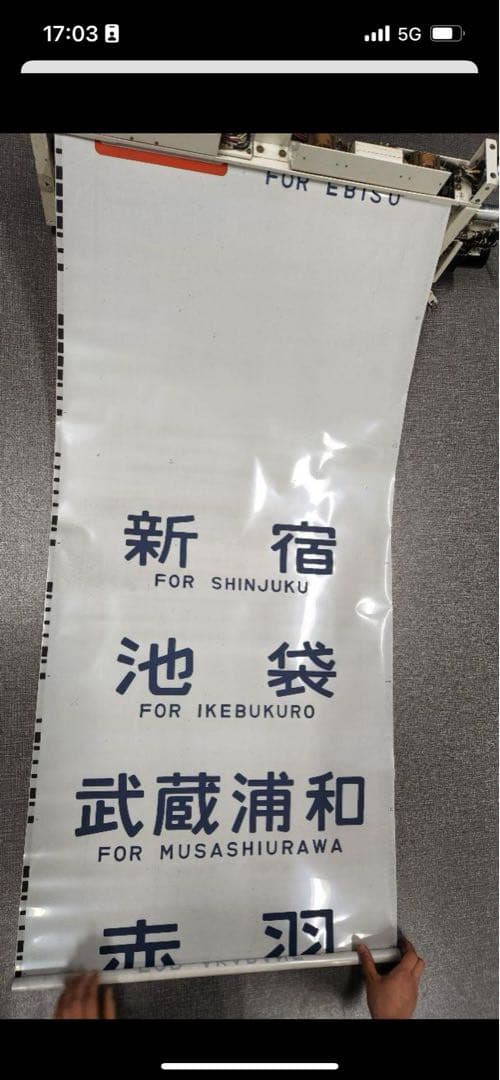 17:03
5G
FOR EBISU
新宿
FOR SHINJUKU
池袋
FOR IKEBUKURO
武蔵浦和
FOR MUSASHIURAWA
赤羽